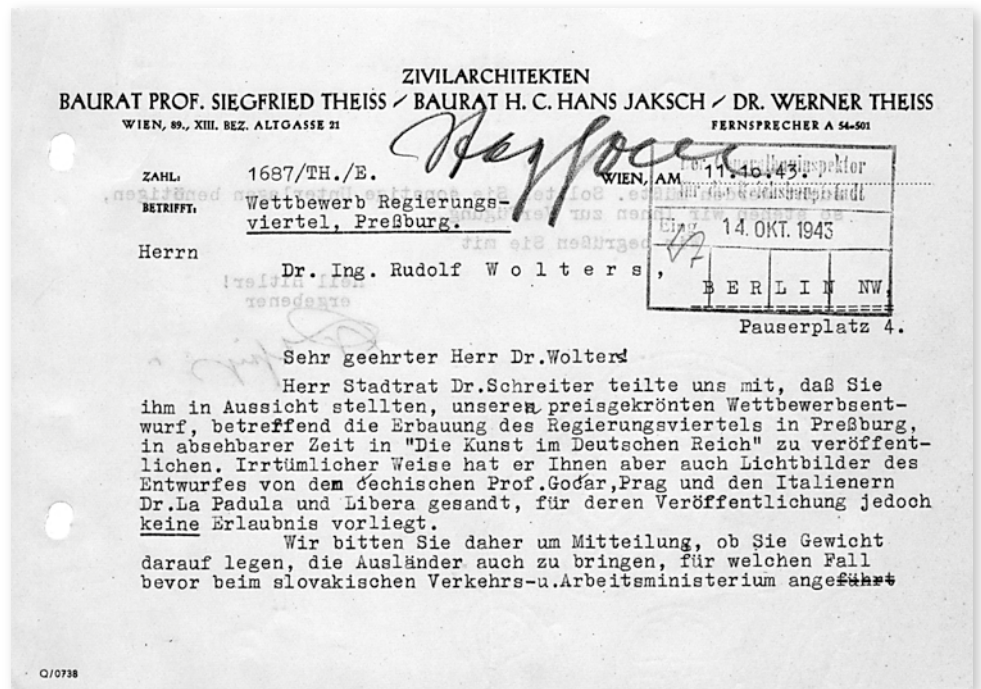 ZIVILARCHITEKTEN
BAURAT PROF. SIEGFRIED THEISS / BAURAT H. C. HANS JAKSCH / DR. WERNER THEISS
WIEN, 89., XIII. BEZ. ALTGASSE 21 FERNSPRECHER A 54-501
ZAHL: 1687/TH./E. WIEN, AM 11.10.43.
Der Generalbauinspektor
für die Reichshauptstadt
BETRIFFT: Wettbewerb Regierungs-
viertel, Preßburg.
Eing. 14. OKT. 1943
Herrn
Dr. Ing. Rudolf Wolters,
BERLIN NW.
Pauserplatz 4.
Sehr geehrter Herr Dr.Wolters!
Herr Stadtrat Dr.Schreiter teilte uns mit, daß Sie
ihm in Aussicht stellten, unseren preisgekrönten Wettbewerbsent-
wurf, betreffend die Erbauung des Regierungsviertels in Preßburg,
in absehbarer Zeit in "Die Kunst im Deutschen Reich" zu veröffent-
lichen. Irrtümlicher Weise hat er Ihnen aber auch Lichtbilder des
Entwurfes von dem čechischen Prof.Godar,Prag und den Italienern
Dr.La Padula und Libera gesandt, für deren Veröffentlichung jedoch
keine Erlaubnis vorliegt.
Wir bitten Sie daher um Mitteilung, ob Sie Gewicht
darauf legen, die Ausländer auch zu bringen, für welchen Fall
bevor beim slovakischen Verkehrs-u.Arbeitsministerium angeführt
Q/0738